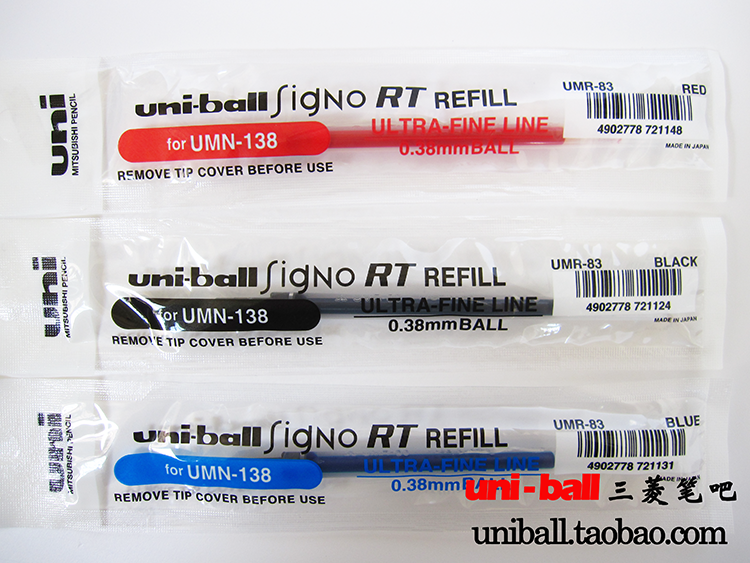 uni
MITSUBISHI PENCIL
uni-ball SigNo RT REFILL
for UMN-138
ULTRA-FINE LINE
0.38mm BALL
REMOVE TIP COVER BEFORE USE
UMR-83 RED
4902778 721148
MADE IN JAPAN
uni
MITSUBISHI PENCIL
uni-ball SigNo RT REFILL
for UMN-138
ULTRA-FINE LINE
0.38mm BALL
REMOVE TIP COVER BEFORE USE
UMR-83 BLACK
4902778 721124
MADE IN JAPAN
uni
MITSUBISHI PENCIL
uni-ball SigNo RT REFILL
for UMN-138
ULTRA-FINE LINE
0.38mm
REMOVE TIP COVER BEFORE USE
UMR-83 BLUE
4902778 721131
uni-ball 三菱笔吧
uniball.taobao.com